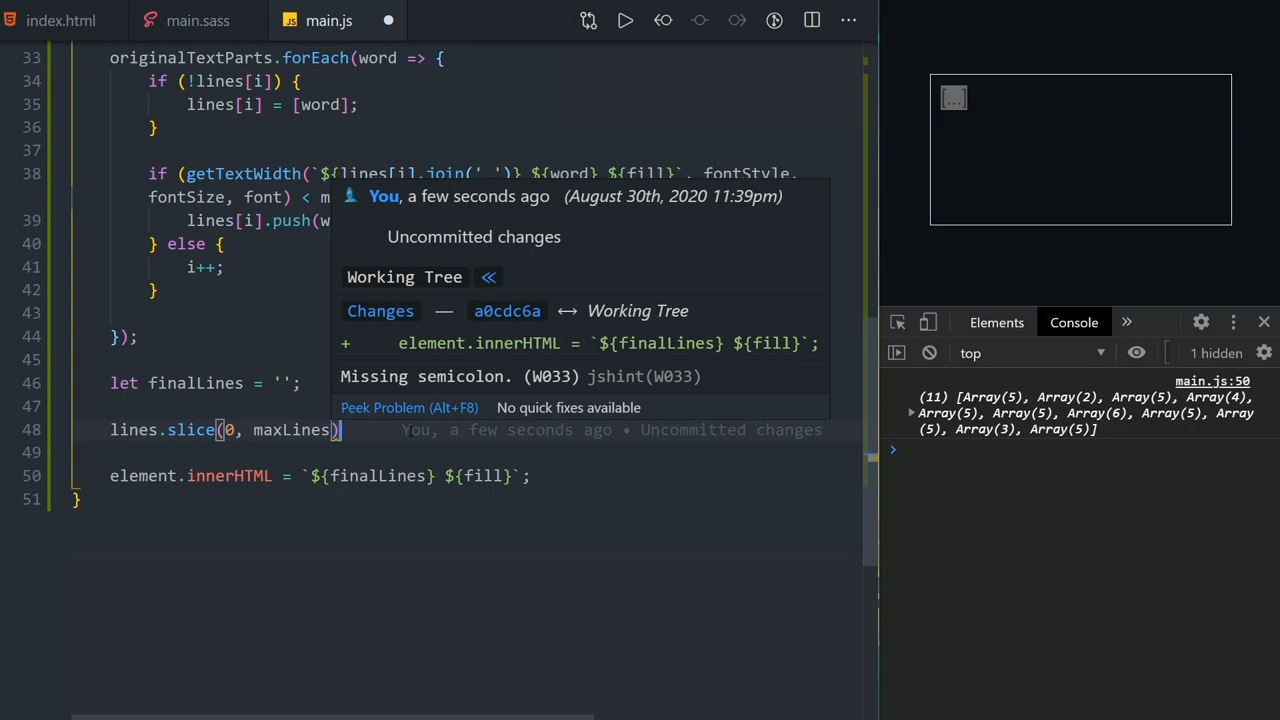 index.html
main.sass
JS main.js
33 originalTextParts.forEach(word => {
34 if (!lines[i]) {
35 lines[i] = [word];
36 }
37
38 if (getTextWidth(`${lines[i].join(' ')} ${word} ${fill}`, fontStyle,
fontSize, font) < m
39 lines[i].push(w
40 } else {
41 i++;
42 }
43
44 });
45
46 let finalLines = '';
47
48 lines.slice(0, maxLines) You, a few seconds ago • Uncommitted changes
49
50 element.innerHTML = `${finalLines} ${fill}`;
51 }
You, a few seconds ago (August 30th, 2020 11:39pm)
Uncommitted changes
Working Tree «
Changes — a0cdc6a ↔ Working Tree
+ element.innerHTML = `${finalLines} ${fill}`;
Missing semicolon. (W033) jshint(W033)
Peek Problem (Alt+F8) No quick fixes available
[...]
Elements Console »
top 1 hidden
main.js:50
(11) [Array(5), Array(2), Array(5), Array(4),
Array(5), Array(5), Array(6), Array(5), Array
(5), Array(3), Array(5)]